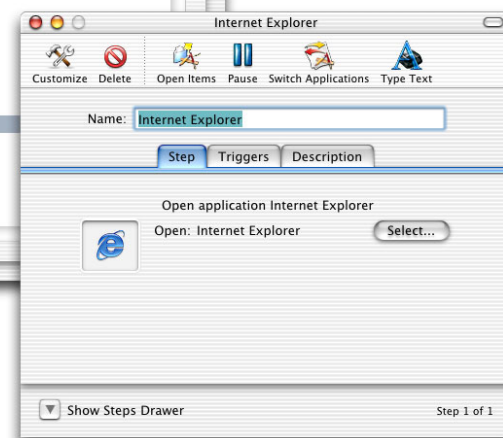 Internet Explorer
Customize Delete Open Items Pause Switch Applications Type Text
Name: Internet Explorer
Step Triggers Description
Open application Internet Explorer
Open: Internet Explorer Select...
Show Steps Drawer Step 1 of 1